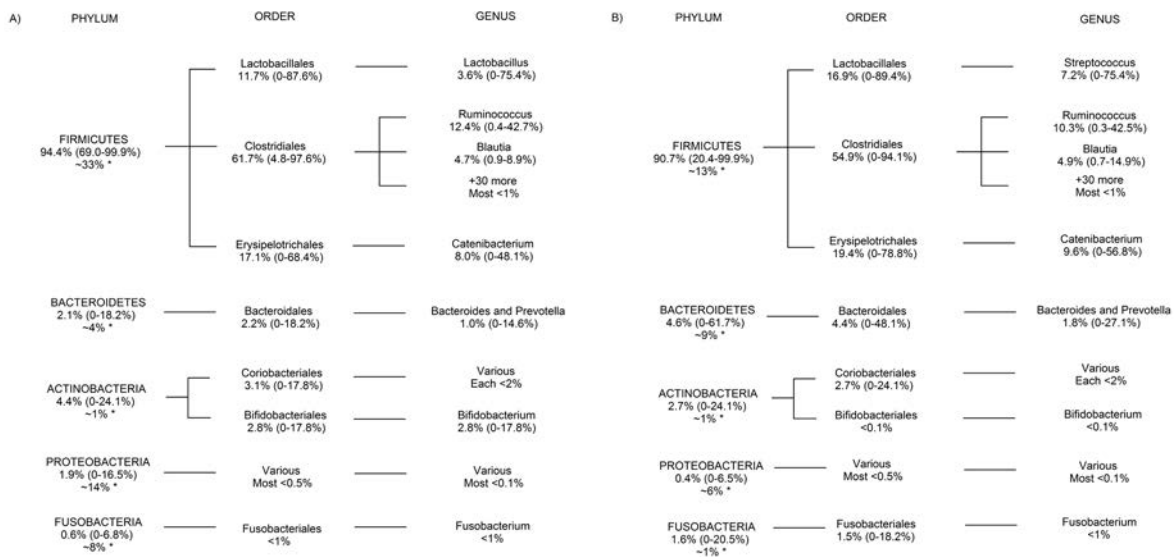 A)
PHYLUM
ORDER
GENUS
Lactobacillales
11.7% (0-87.6%)
Lactobacillus
3.6% (0-75.4%)
FIRMICUTES
94.4% (69.0-99.9%)
~33% *
Clostridiales
61.7% (4.8-97.6%)
Ruminococcus
12.4% (0.4-42.7%)
Blautia
4.7% (0.9-8.9%)
+30 more
Most <1%
Erysipelotrichales
17.1% (0-68.4%)
Catenibacterium
8.0% (0-48.1%)
BACTEROIDETES
2.1% (0-18.2%)
~4% *
Bacteroidales
2.2% (0-18.2%)
Bacteroides and Prevotella
1.0% (0-14.6%)
ACTINOBACTERIA
4.4% (0-24.1%)
~1% *
Coriobacteriales
3.1% (0-17.8%)
Various
Each <2%
Bifidobacteriales
2.8% (0-17.8%)
Bifidobacterium
2.8% (0-17.8%)
PROTEOBACTERIA
1.9% (0-16.5%)
~14% *
Various
Most <0.5%
Various
Most <0.1%
FUSOBACTERIA
0.6% (0-6.8%)
~8% *
Fusobacteriales
<1%
Fusobacterium
<1%
B)
PHYLUM
ORDER
GENUS
Lactobacillales
16.9% (0-89.4%)
Streptococcus
7.2% (0-75.4%)
FIRMICUTES
90.7% (20.4-99.9%)
~13% *
Clostridiales
54.9% (0-94.1%)
Ruminococcus
10.3% (0.3-42.5%)
Blautia
4.9% (0.7-14.9%)
+30 more
Most <1%
Erysipelotrichales
19.4% (0-78.8%)
Catenibacterium
9.6% (0-56.8%)
BACTEROIDETES
4.6% (0-61.7%)
~9% *
Bacteroidales
4.4% (0-48.1%)
Bacteroides and Prevotella
1.8% (0-27.1%)
ACTINOBACTERIA
2.7% (0-24.1%)
~1% *
Coriobacteriales
2.7% (0-24.1%)
Various
Each <2%
Bifidobacteriales
<0.1%
Bifidobacterium
<0.1%
PROTEOBACTERIA
0.4% (0-6.5%)
~6% *
Various
Most <0.5%
Various
Most <0.1%
FUSOBACTERIA
1.6% (0-20.5%)
~1% *
Fusobacteriales
1.5% (0-18.2%)
Fusobacterium
<1%